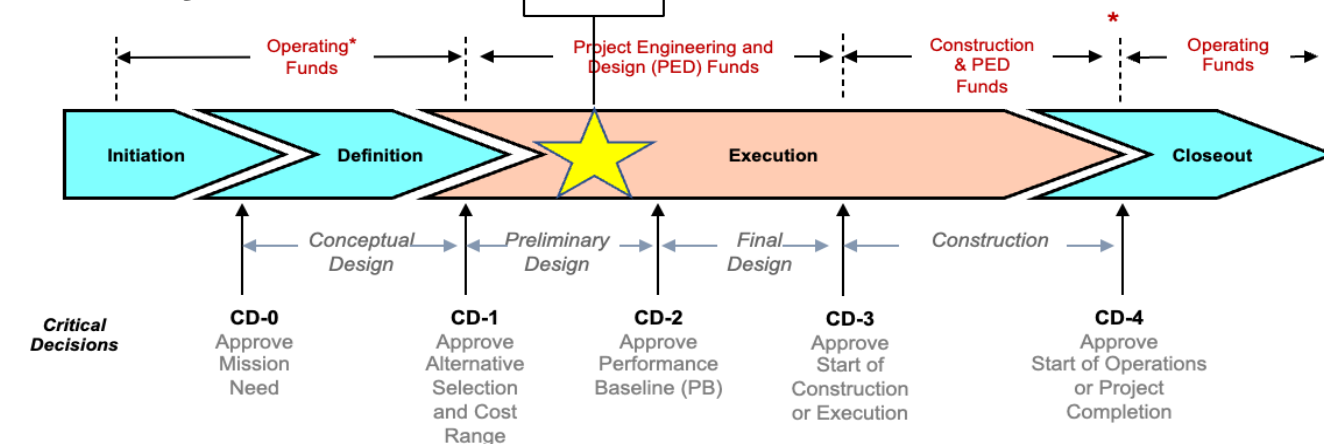 *
Operating*
Funds
Project Engineering and
Design (PED) Funds
Construction
& PED
Funds
Operating
Funds
Initiation
Definition
Execution
Closeout
Conceptual
Design
Preliminary
Design
Final
Design
Construction
Critical
Decisions
CD-0
Approve
Mission
Need
CD-1
Approve
Alternative
Selection
and Cost
Range
CD-2
Approve
Performance
Baseline (PB)
CD-3
Approve
Start of
Construction
or Execution
CD-4
Approve
Start of Operations
or Project
Completion